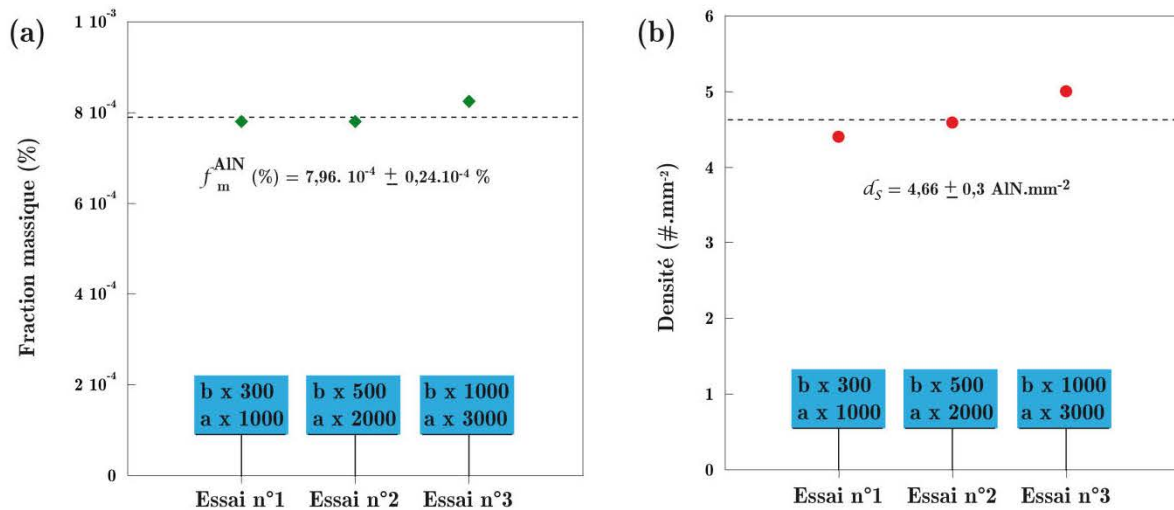 (a)
Fraction massique (%)
1 10⁻³
8 10⁻⁴
6 10⁻⁴
4 10⁻⁴
2 10⁻⁴
0
f_m^AlN (%) = 7,96. 10⁻⁴ ± 0,24.10⁻⁴ %
b x 300
a x 1000
b x 500
a x 2000
b x 1000
a x 3000
Essai n°1
Essai n°2
Essai n°3
(b)
Densité (#.mm⁻²)
6
5
4
3
2
1
0
d_S = 4,66 ± 0,3 AlN.mm⁻²
b x 300
a x 1000
b x 500
a x 2000
b x 1000
a x 3000
Essai n°1
Essai n°2
Essai n°3